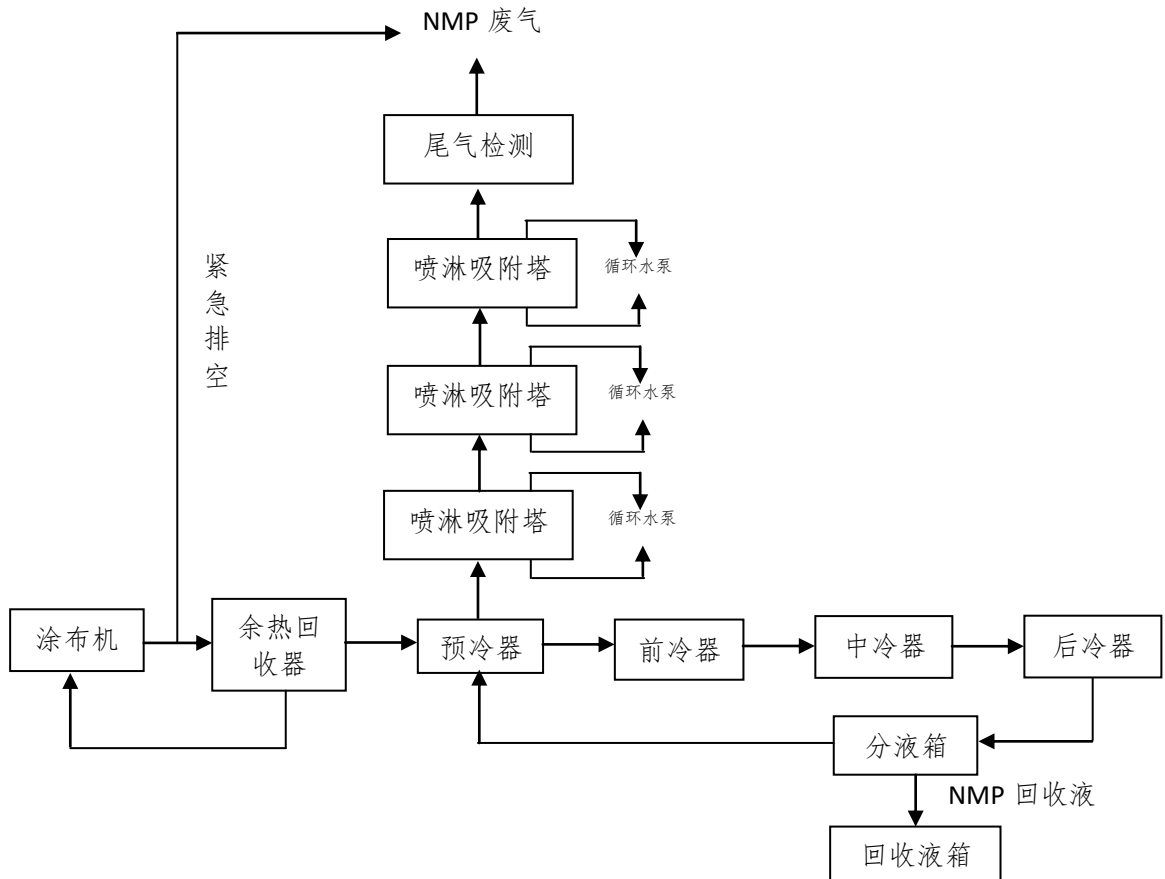 NMP 废气
尾气检测
紧
急
排
空
喷淋吸附塔
循环水泵
喷淋吸附塔
循环水泵
喷淋吸附塔
循环水泵
涂布机
余热回
收器
预冷器
前冷器
中冷器
后冷器
分液箱
NMP 回收液
回收液箱